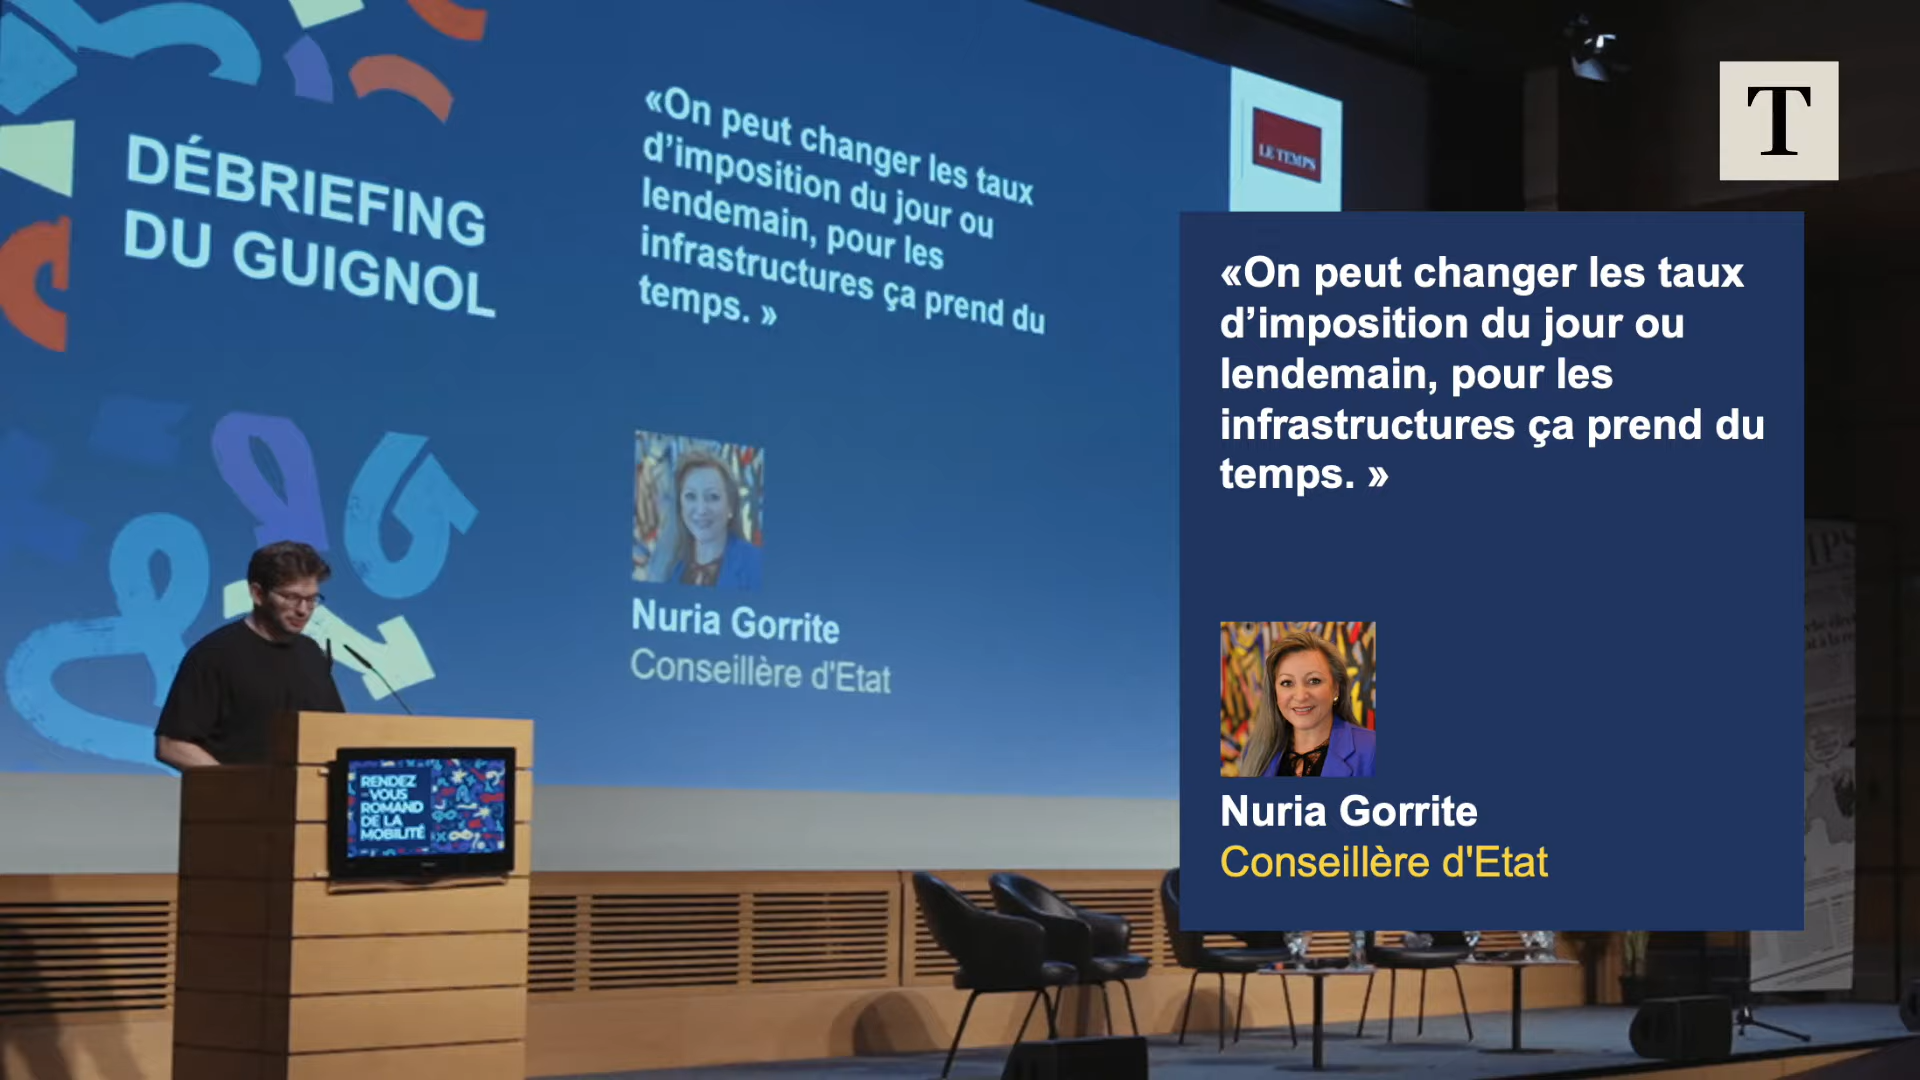 DÉBRIEFING
DU GUIGNOL
«On peut changer les taux
d’imposition du jour ou
lendemain, pour les
infrastructures ça prend du
temps. »
Nuria Gorrite
Conseillère d'Etat
LE TEMPS
T
«On peut changer les taux
d’imposition du jour ou
lendemain, pour les
infrastructures ça prend du
temps. »
Nuria Gorrite
Conseillère d'Etat
RENDEZ
-VOUS
ROMAND
DE LA
MOBILITÉ